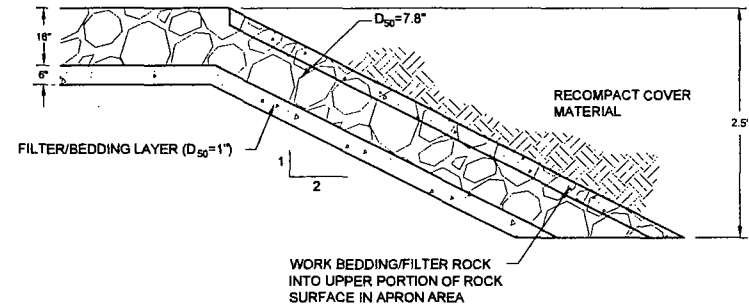 D50=7.8"
18"
6"
RECOMPACT COVER
MATERIAL
2.5'
FILTER/BEDDING LAYER (D50=1")
1
2
WORK BEDDING/FILTER ROCK
INTO UPPER PORTION OF ROCK
SURFACE IN APRON AREA